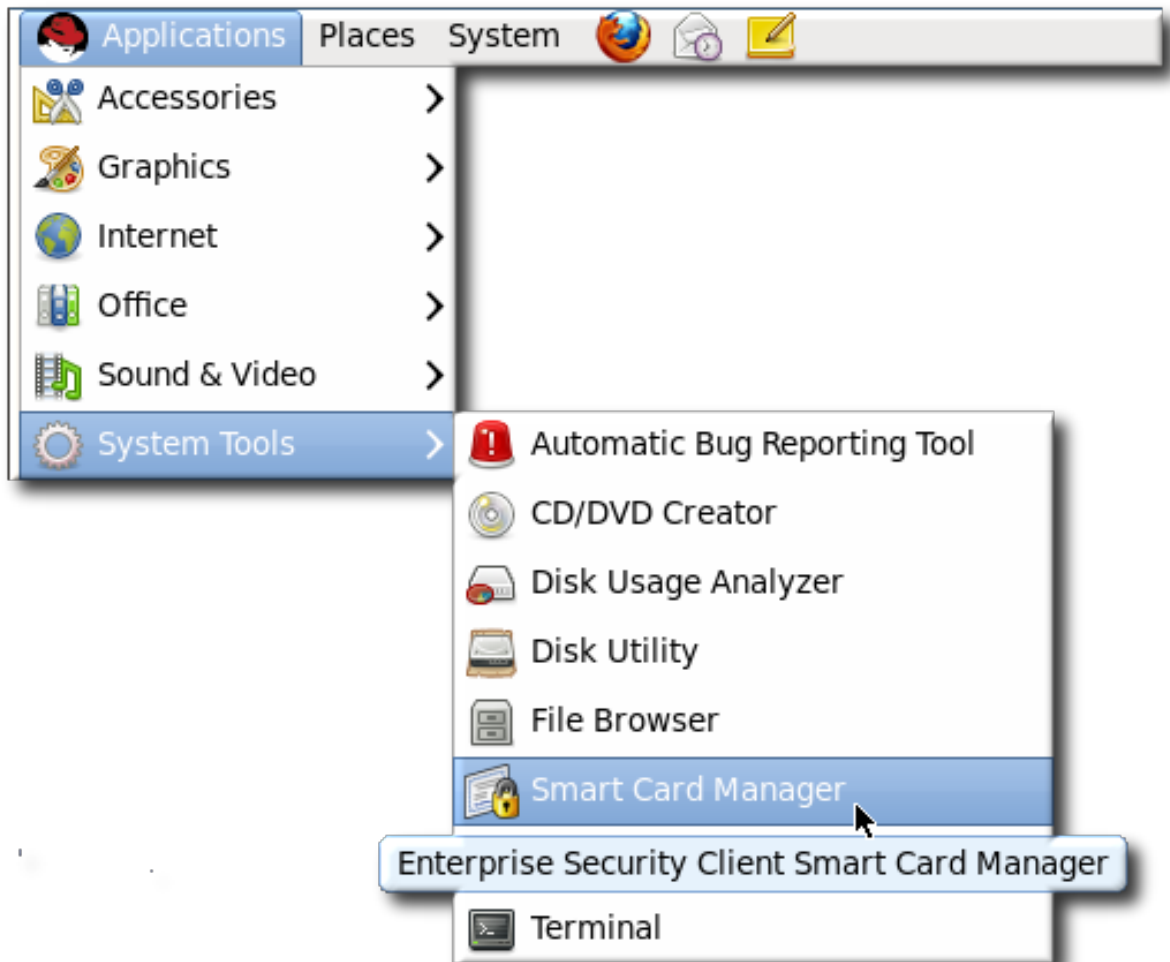 Applications Places System
Accessories
Graphics
Internet
Office
Sound & Video
System Tools
Automatic Bug Reporting Tool
CD/DVD Creator
Disk Usage Analyzer
Disk Utility
File Browser
Smart Card Manager
Enterprise Security Client Smart Card Manager
Terminal